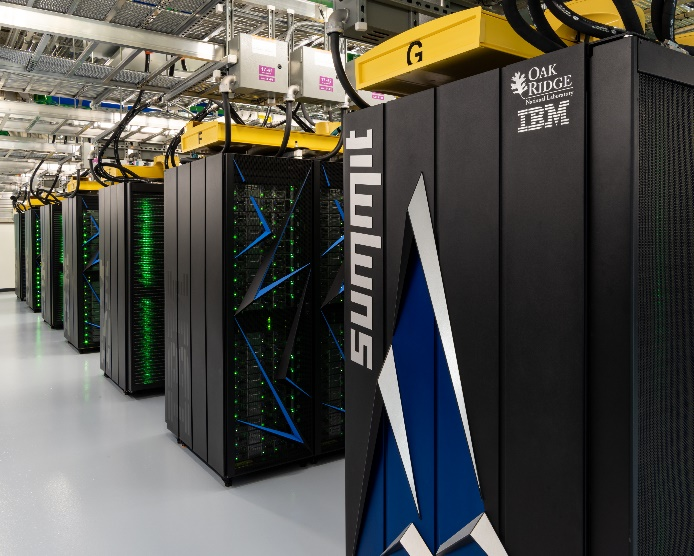 G
OAK
RIDGE
National Laboratory
IBM
F
summit